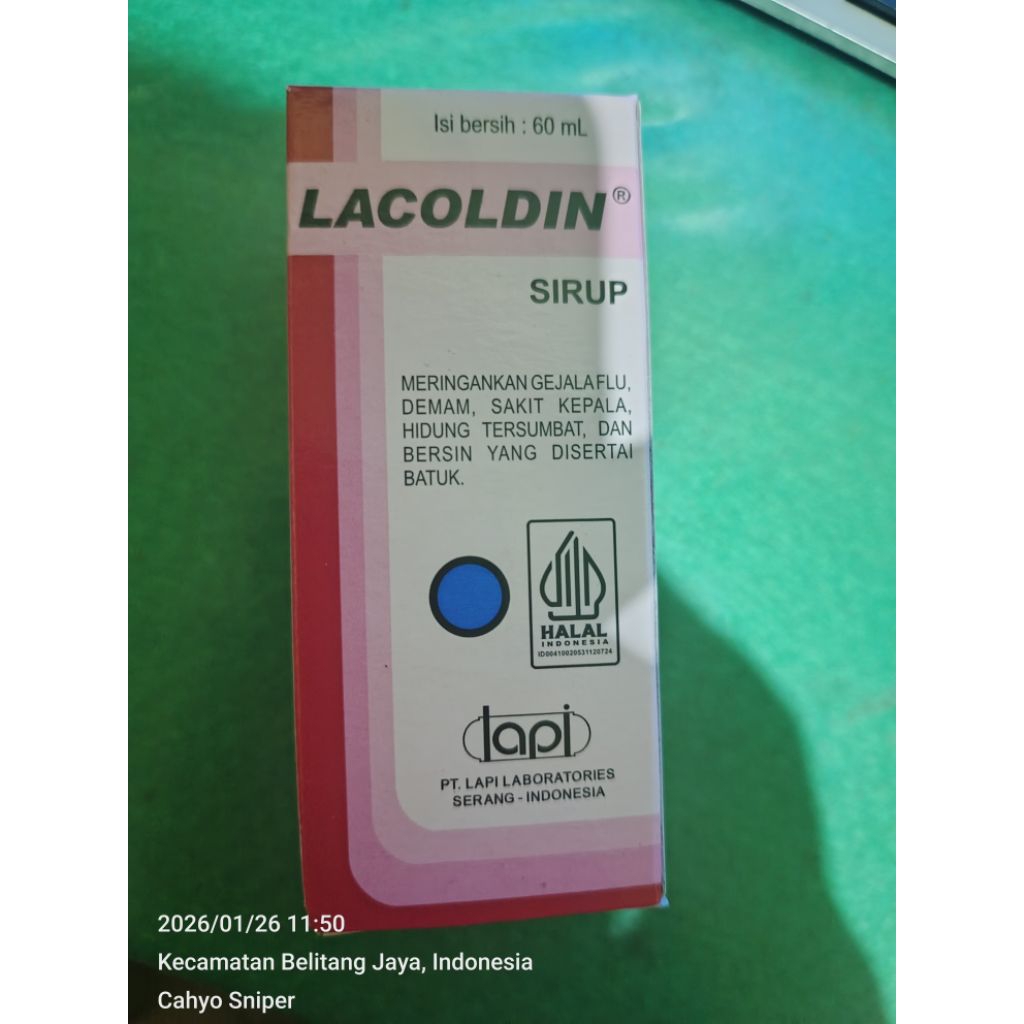 Isi bersih : 60 mL
LACOLDIN®
SIRUP
MERINGANKAN GEJALA FLU,
DEMAM, SAKIT KEPALA,
HIDUNG TERSUMBAT, DAN
BERSIN YANG DISERTAI
BATUK.
HALAL
INDONESIA
ID00410020531120724
lapi
PT. LAPI LABORATORIES
SERANG - INDONESIA
2026/01/26 11:50
Kecamatan Belitang Jaya, Indonesia
Cahyo Sniper